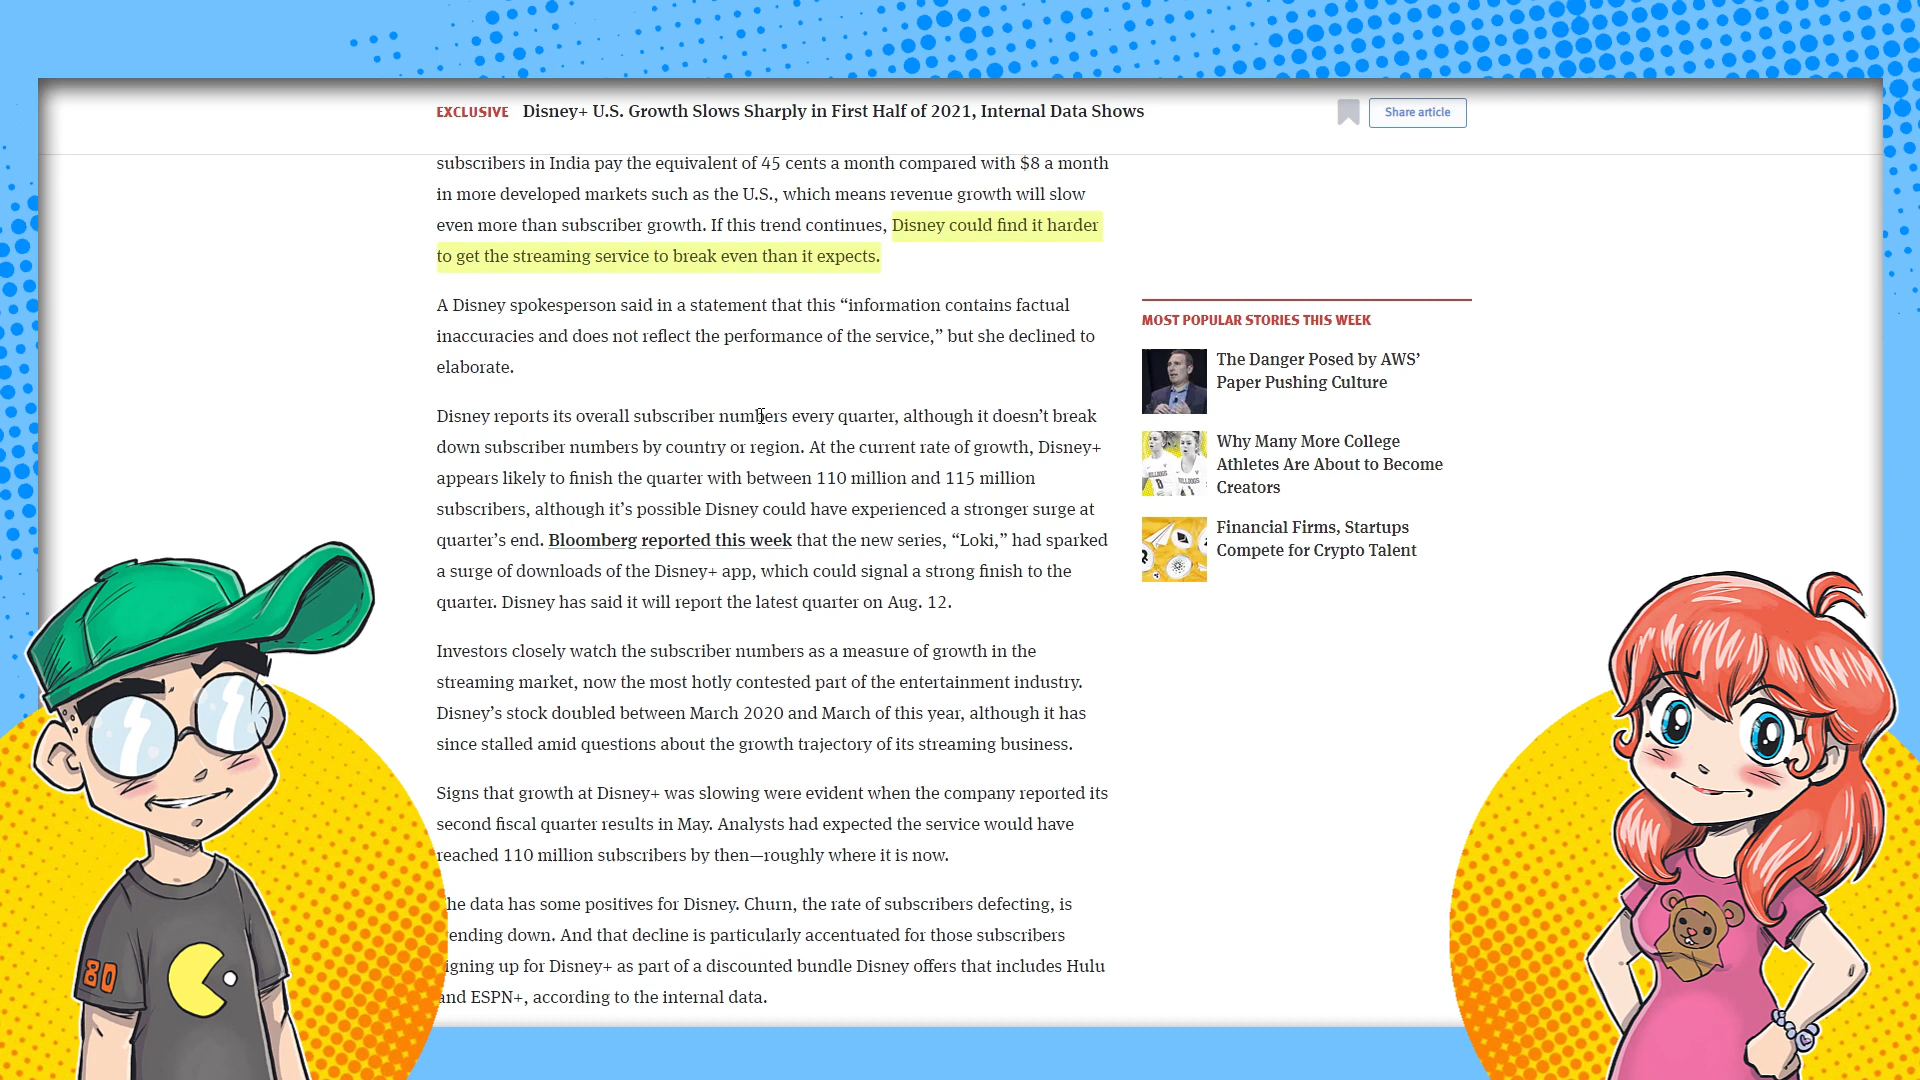 EXCLUSIVE Disney+ U.S. Growth Slows Sharply in First Half of 2021, Internal Data Shows
Share article
subscribers in India pay the equivalent of 45 cents a month compared with $8 a month
in more developed markets such as the U.S., which means revenue growth will slow
even more than subscriber growth. If this trend continues, Disney could find it harder
to get the streaming service to break even than it expects.
A Disney spokesperson said in a statement that this “information contains factual
inaccuracies and does not reflect the performance of the service,” but she declined to
elaborate.
Disney reports its overall subscriber numbers every quarter, although it doesn’t break
down subscriber numbers by country or region. At the current rate of growth, Disney+
appears likely to finish the quarter with between 110 million and 115 million
subscribers, although it’s possible Disney could have experienced a stronger surge at
quarter’s end. Bloomberg reported this week that the new series, “Loki,” had sparked
a surge of downloads of the Disney+ app, which could signal a strong finish to the
quarter. Disney has said it will report the latest quarter on Aug. 12.
Investors closely watch the subscriber numbers as a measure of growth in the
streaming market, now the most hotly contested part of the entertainment industry.
Disney’s stock doubled between March 2020 and March of this year, although it has
since stalled amid questions about the growth trajectory of its streaming business.
Signs that growth at Disney+ was slowing were evident when the company reported its
second fiscal quarter results in May. Analysts had expected the service would have
reached 110 million subscribers by then—roughly where it is now.
he data has some positives for Disney. Churn, the rate of subscribers defecting, is
ending down. And that decline is particularly accentuated for those subscribers
igning up for Disney+ as part of a discounted bundle Disney offers that includes Hulu
and ESPN+, according to the internal data.
MOST POPULAR STORIES THIS WEEK
The Danger Posed by AWS’
Paper Pushing Culture
Why Many More College
Athletes Are About to Become
Creators
Financial Firms, Startups
Compete for Crypto Talent
80